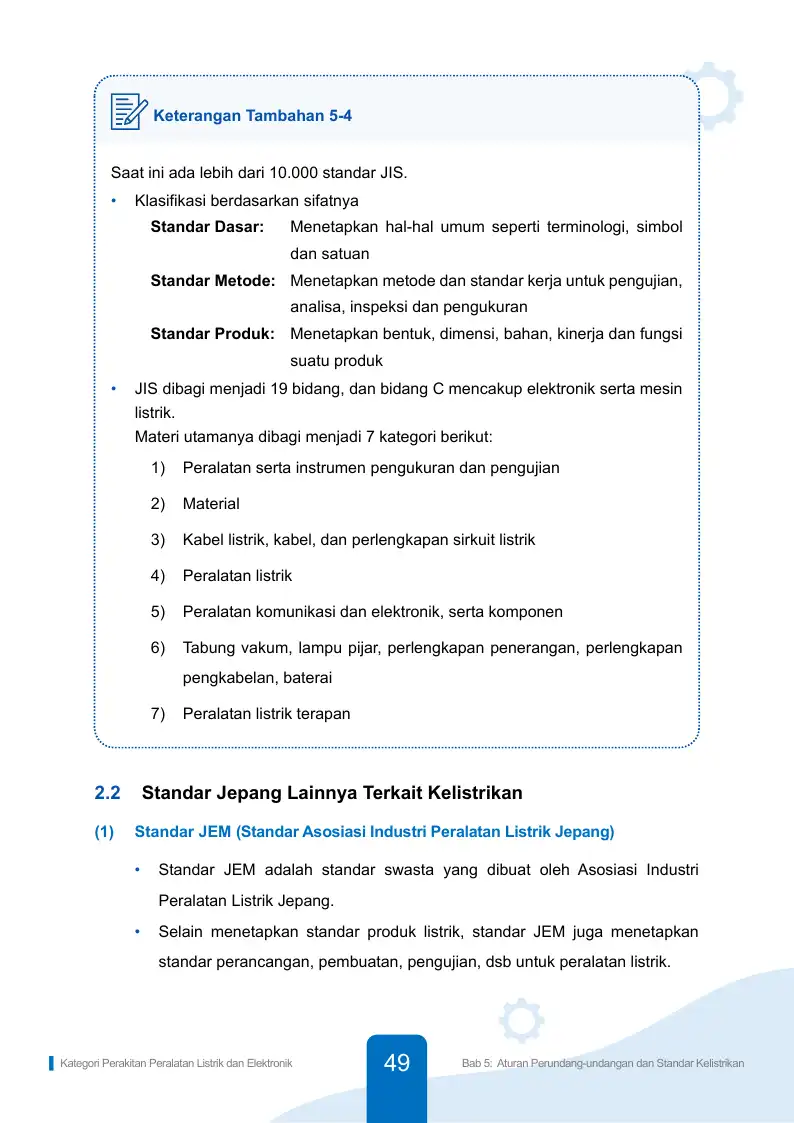 Keterangan Tambahan 5-4
Saat ini ada lebih dari 10.000 standar JIS.
• Klasifikasi berdasarkan sifatnya
Standar Dasar: Menetapkan hal-hal umum seperti terminologi, simbol
dan satuan
Standar Metode: Menetapkan metode dan standar kerja untuk pengujian,
analisa, inspeksi dan pengukuran
Standar Produk: Menetapkan bentuk, dimensi, bahan, kinerja dan fungsi
suatu produk
• JIS dibagi menjadi 19 bidang, dan bidang C mencakup elektronik serta mesin
listrik.
Materi utamanya dibagi menjadi 7 kategori berikut:
1) Peralatan serta instrumen pengukuran dan pengujian
2) Material
3) Kabel listrik, kabel, dan perlengkapan sirkuit listrik
4) Peralatan listrik
5) Peralatan komunikasi dan elektronik, serta komponen
6) Tabung vakum, lampu pijar, perlengkapan penerangan, perlengkapan
pengkabelan, baterai
7) Peralatan listrik terapan
2.2 Standar Jepang Lainnya Terkait Kelistrikan
(1) Standar JEM (Standar Asosiasi Industri Peralatan Listrik Jepang)
• Standar JEM adalah standar swasta yang dibuat oleh Asosiasi Industri
Peralatan Listrik Jepang.
• Selain menetapkan standar produk listrik, standar JEM juga menetapkan
standar perancangan, pembuatan, pengujian, dsb untuk peralatan listrik.
Kategori Perakitan Peralatan Listrik dan Elektronik
49
Bab 5: Aturan Perundang-undangan dan Standar Kelistrikan